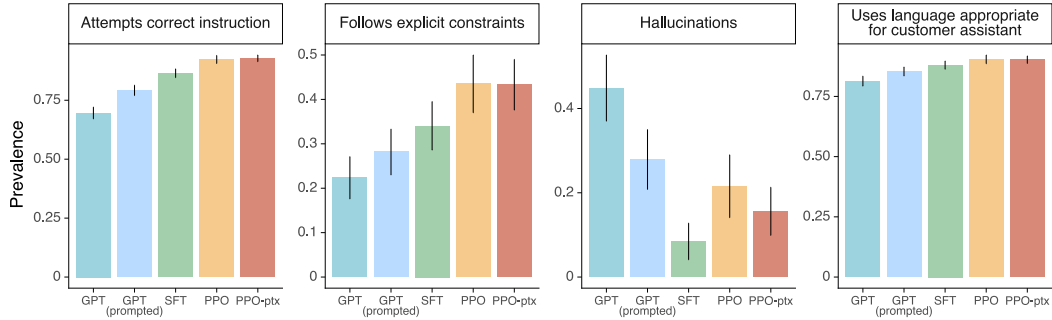 Attempts correct instruction
Follows explicit constraints
Hallucinations
Uses language appropriate
for customer assistant
Prevalence
0.75
0.50
0.25
0
GPT
GPT
(prompted)
SFT
PPO
PPO-ptx
0.5
0.4
0.3
0.2
0.1
0
GPT
GPT
(prompted)
SFT
PPO
PPO-ptx
0.4
0.2
0
GPT
GPT
(prompted)
SFT
PPO
PPO-ptx
0.75
0.50
0.25
0
GPT
GPT
(prompted)
SFT
PPO
PPO-ptx